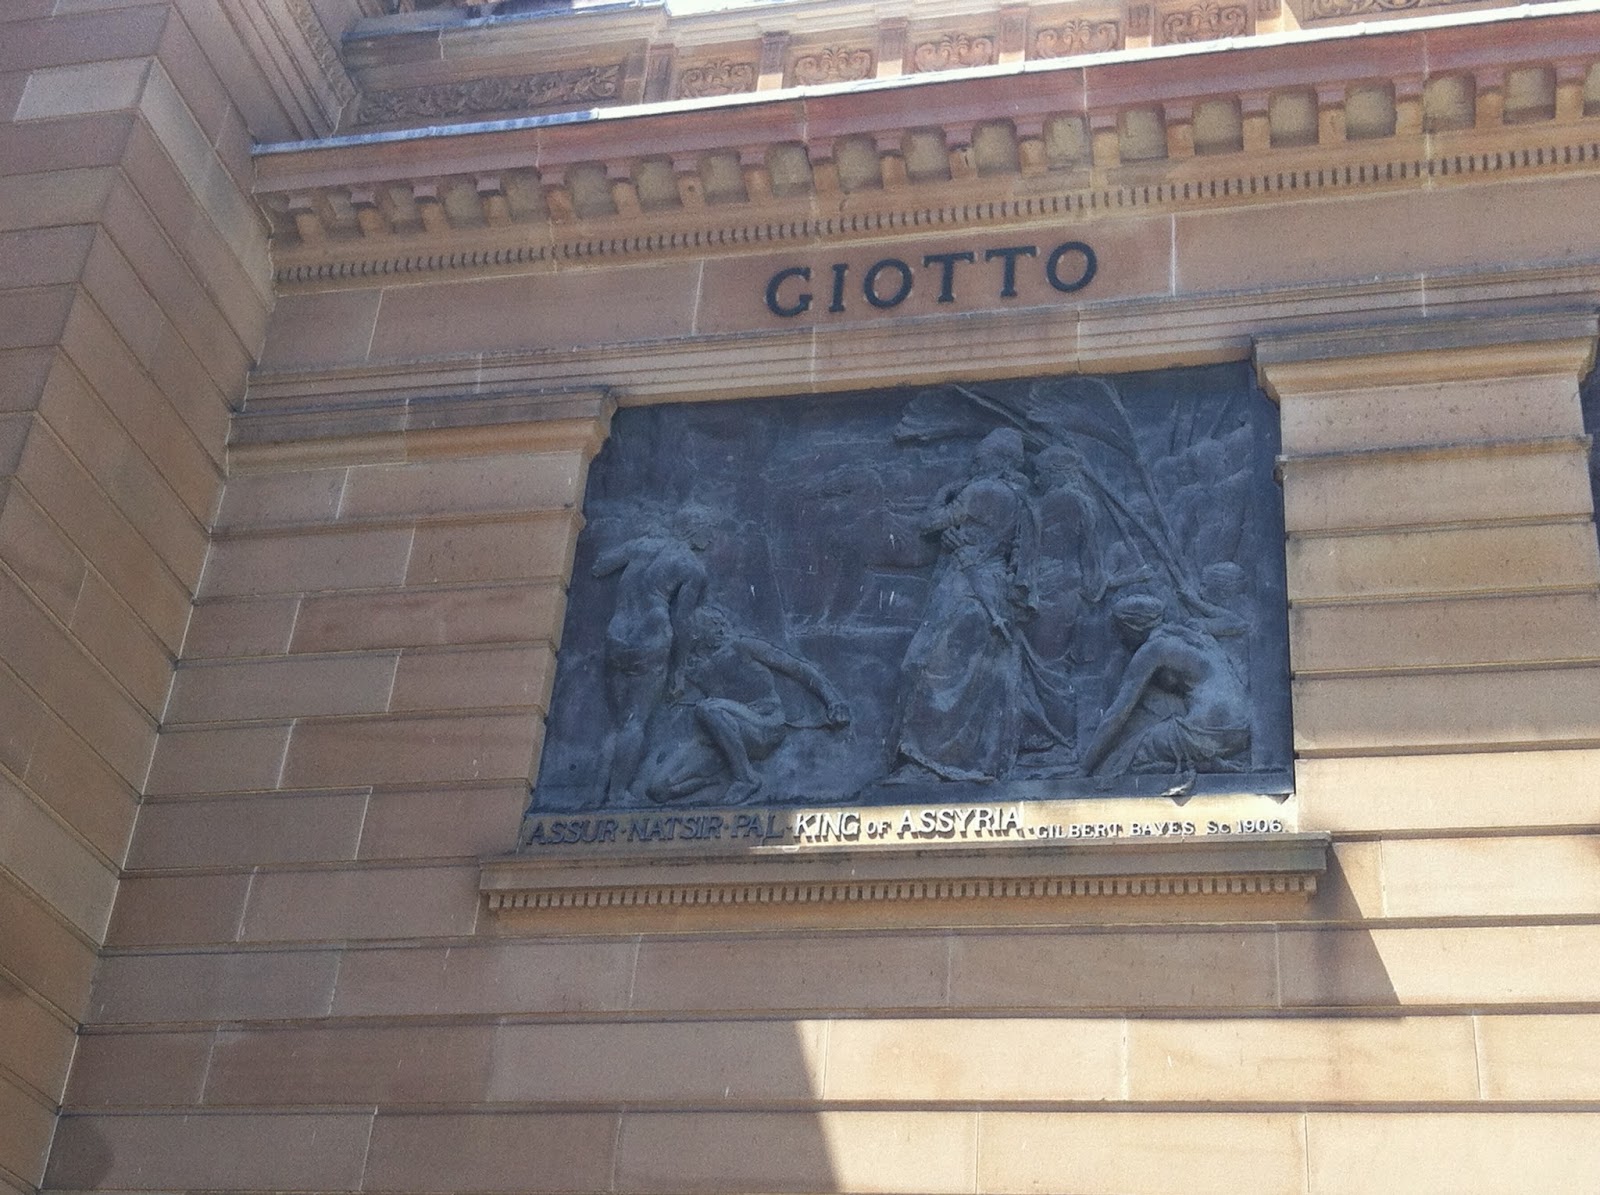 GIOTTO
ASSUR·NATSIR·PAL·KING OF ASSYRIA·GILBERT BAYES Sc 1906